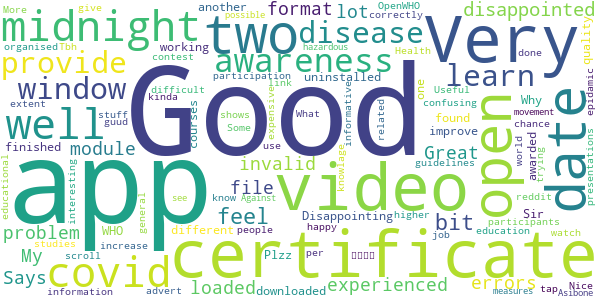 More give another format lot OpenWHO correctly disappointed
midnight two disease Very quality
organised Tbh working possible Health
provide contest awareness hazardous learn epidemic
participation link uninstalled one
window difficult Useful Why done
extent kinda courses confusing movement
well stuff guud expensive informative related found chance
finished shows improve
Good
module Some What invalid Great open world awarded trying date presentations
educational interesting use knowlage guidelines
app video
file
general see know Against bit reddit
problem WHO different feel Disappointing higher Sir participants
My studies increase people happy job education watch
covid certificate
Says scroll Plzz per experienced errors measures tap Nice
information advert loaded downloaded Asibone